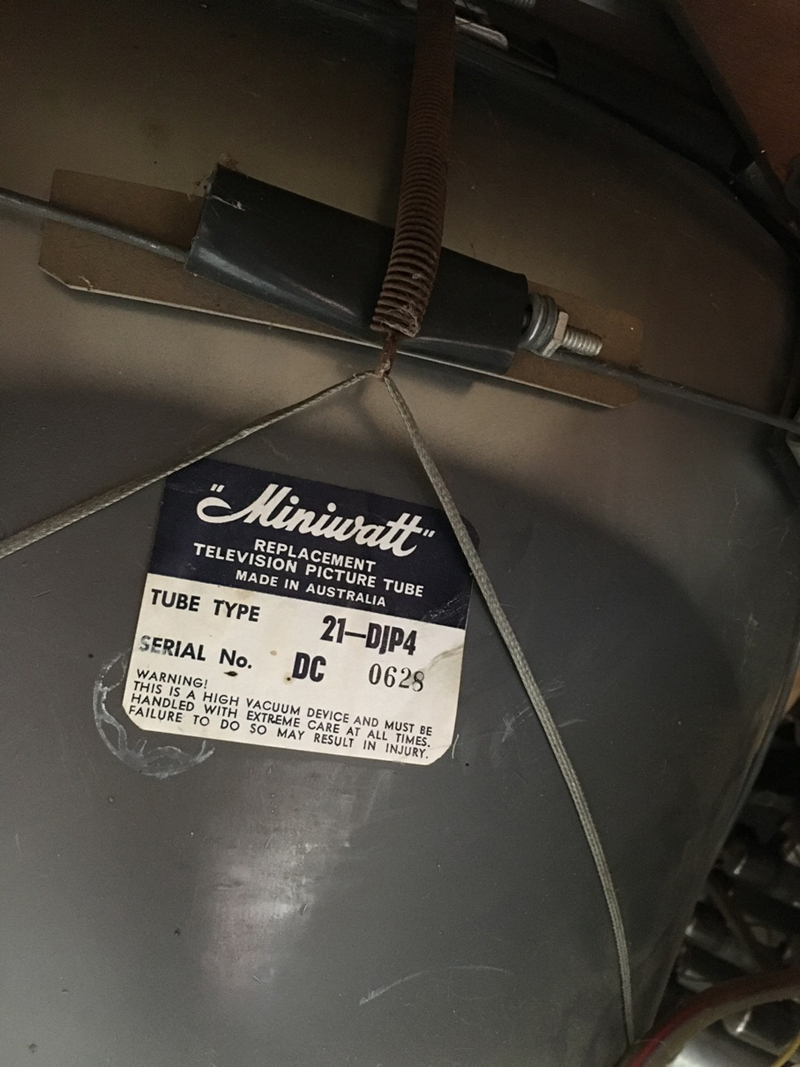 "Miniwatt"
REPLACEMENT
TELEVISION PICTURE TUBE
MADE IN AUSTRALIA
TUBE TYPE 21-DJP4
SERIAL No. DC 0628
WARNING!
THIS IS A HIGH VACUUM DEVICE AND MUST BE
HANDLED WITH EXTREME CARE AT ALL TIMES.
FAILURE TO DO SO MAY RESULT IN INJURY.